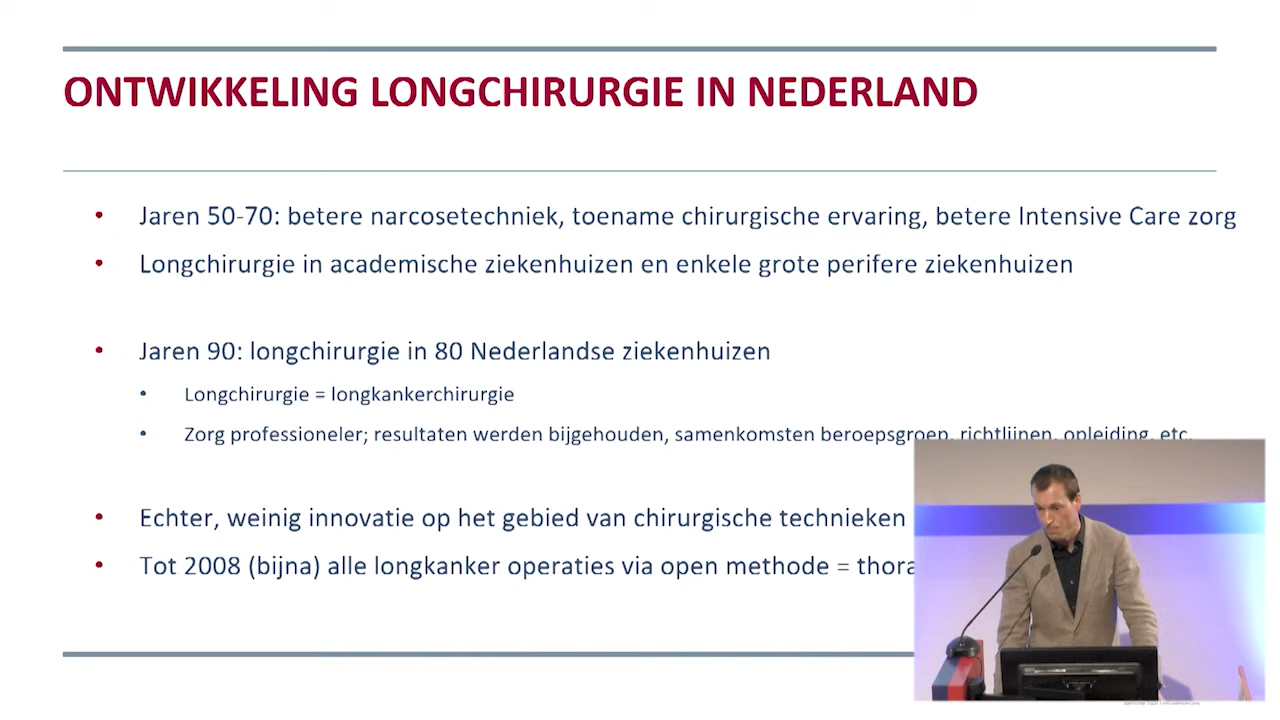 ONTWIKKELING LONGCHIRURGIE IN NEDERLAND
• Jaren 50-70: betere narcosetechniek, toename chirurgische ervaring, betere Intensive Care zorg
• Longchirurgie in academische ziekenhuizen en enkele grote perifere ziekenhuizen
• Jaren 90: longchirurgie in 80 Nederlandse ziekenhuizen
• Longchirurgie = longkankerchirurgie
• Zorg professioneler; resultaten werden bijgehouden, samenkomsten beroepsgroep, richtlijnen, opleiding, etc.
• Echter, weinig innovatie op het gebied van chirurgische technieken
• Tot 2008 (bijna) alle longkanker operaties via open methode =